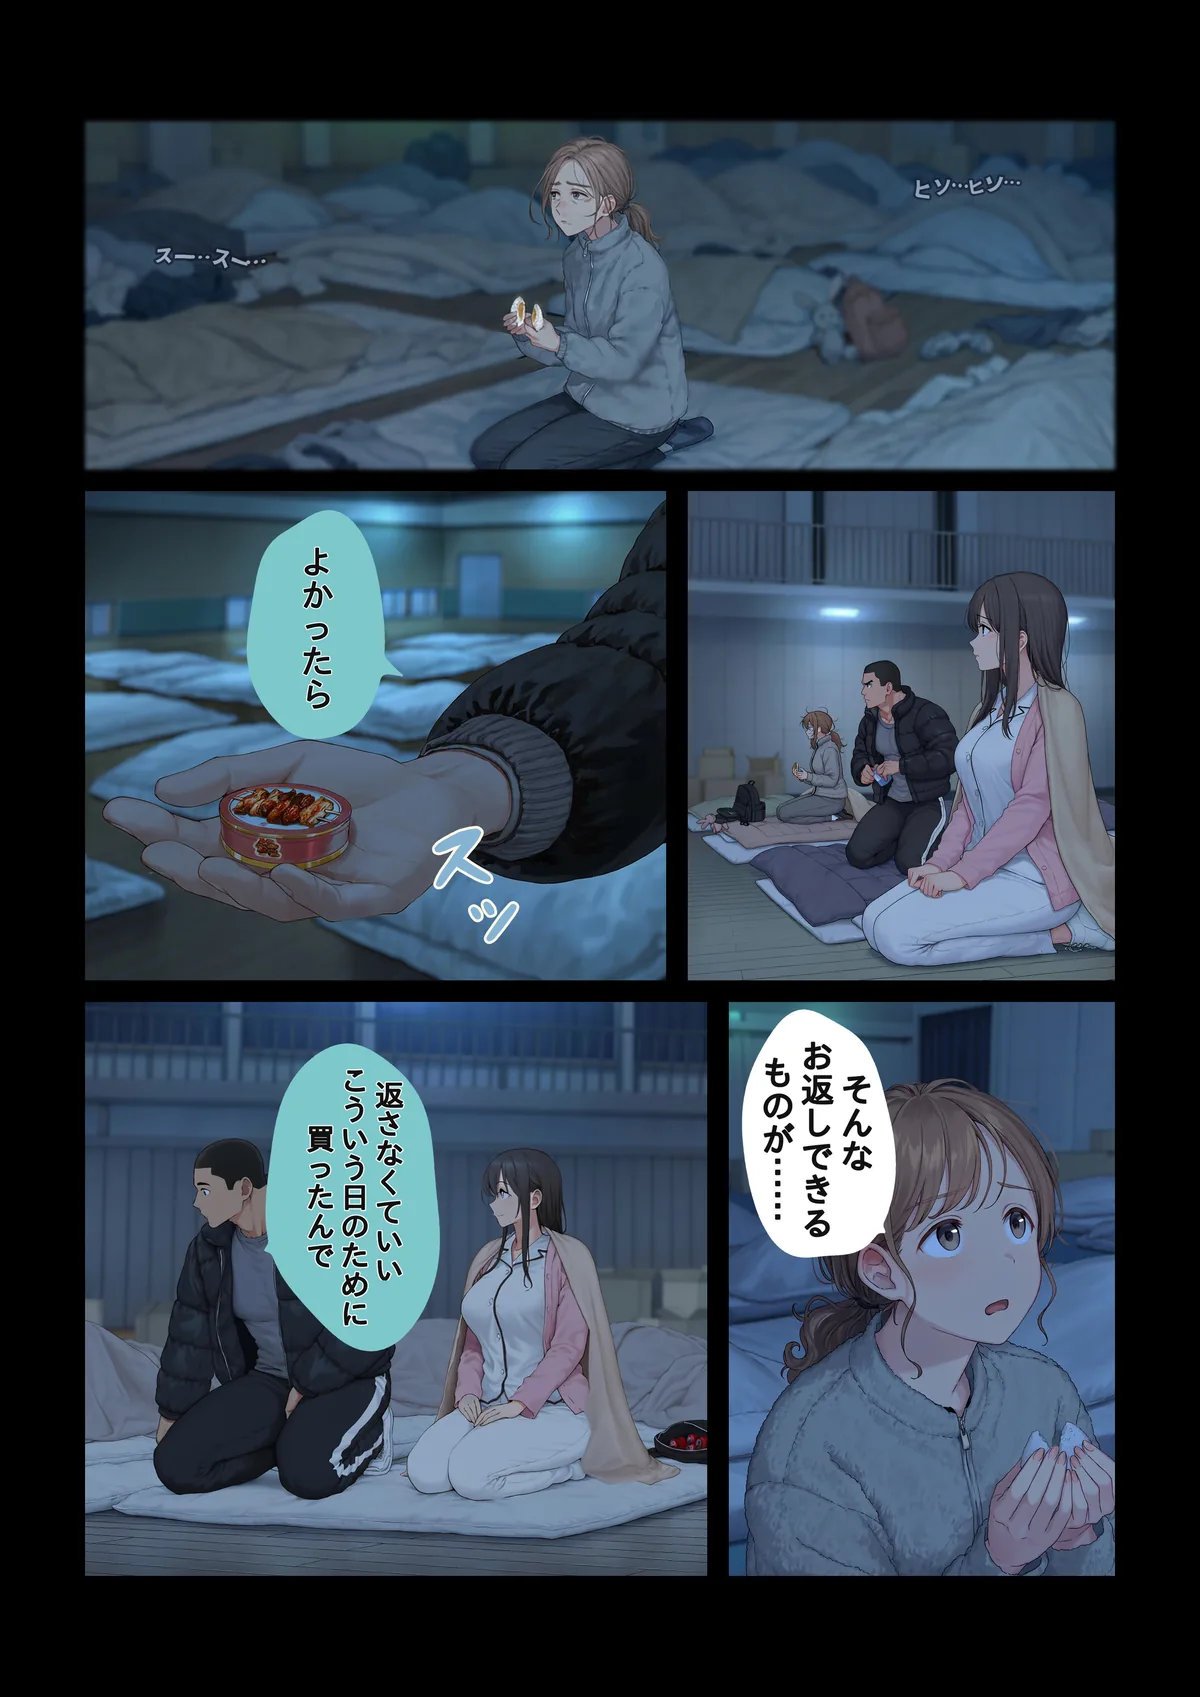 ヒソ…ヒソ…
スー…スー…
よかったら
スッ
そんな
お返しできる
ものが……
返さなくていい
こういう日のために
買ったんで